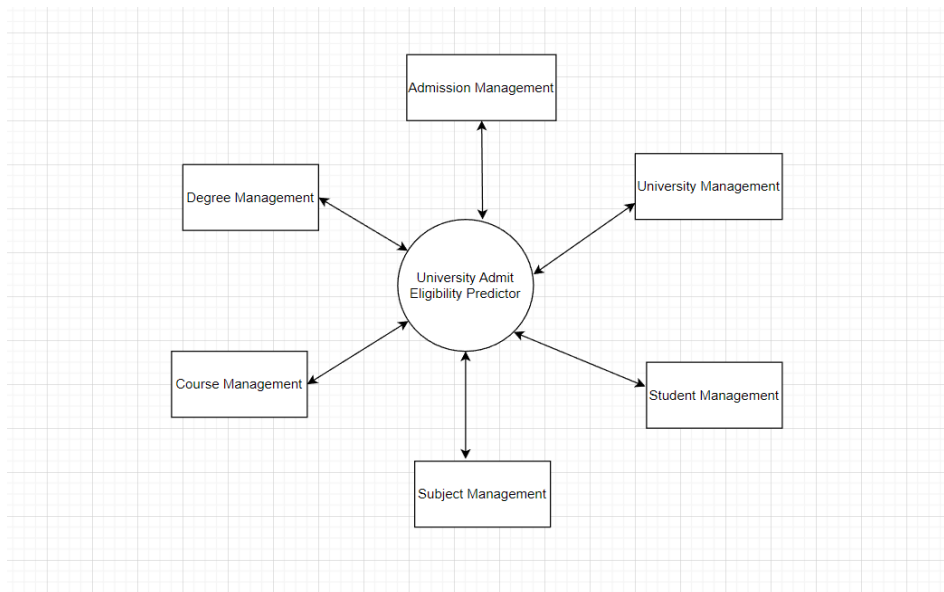 Admission Management
University Management
Degree Management
University Admit
Eligibility Predictor
Course Management
Student Management
Subject Management